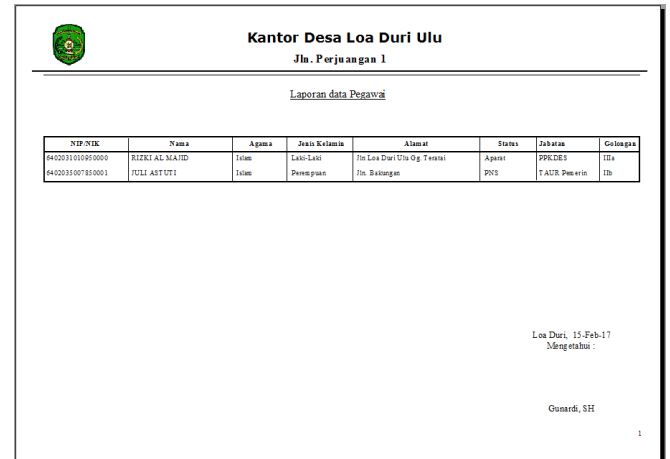 Kantor Desa Loa Duri Ulu
Jln. Perjuangan 1
Laporan data Pegawai
NIP/NIK Nama Agama Jenis Kelamin Alamat Status Jabatan Golongan
6402031010950000 RIZKI AL MAJID Islam Laki-Laki Jln Loa Duri Ulu Gg. Teratai Aparat PPKDES IIIa
6402035007850001 JULI ASTUTI Islam Perempuan Jln. Bakungan PNS TAUR Pemerin IIb
Loa Duri, 15-Feb-17
Mengetahui :
Gunardi, SH
1